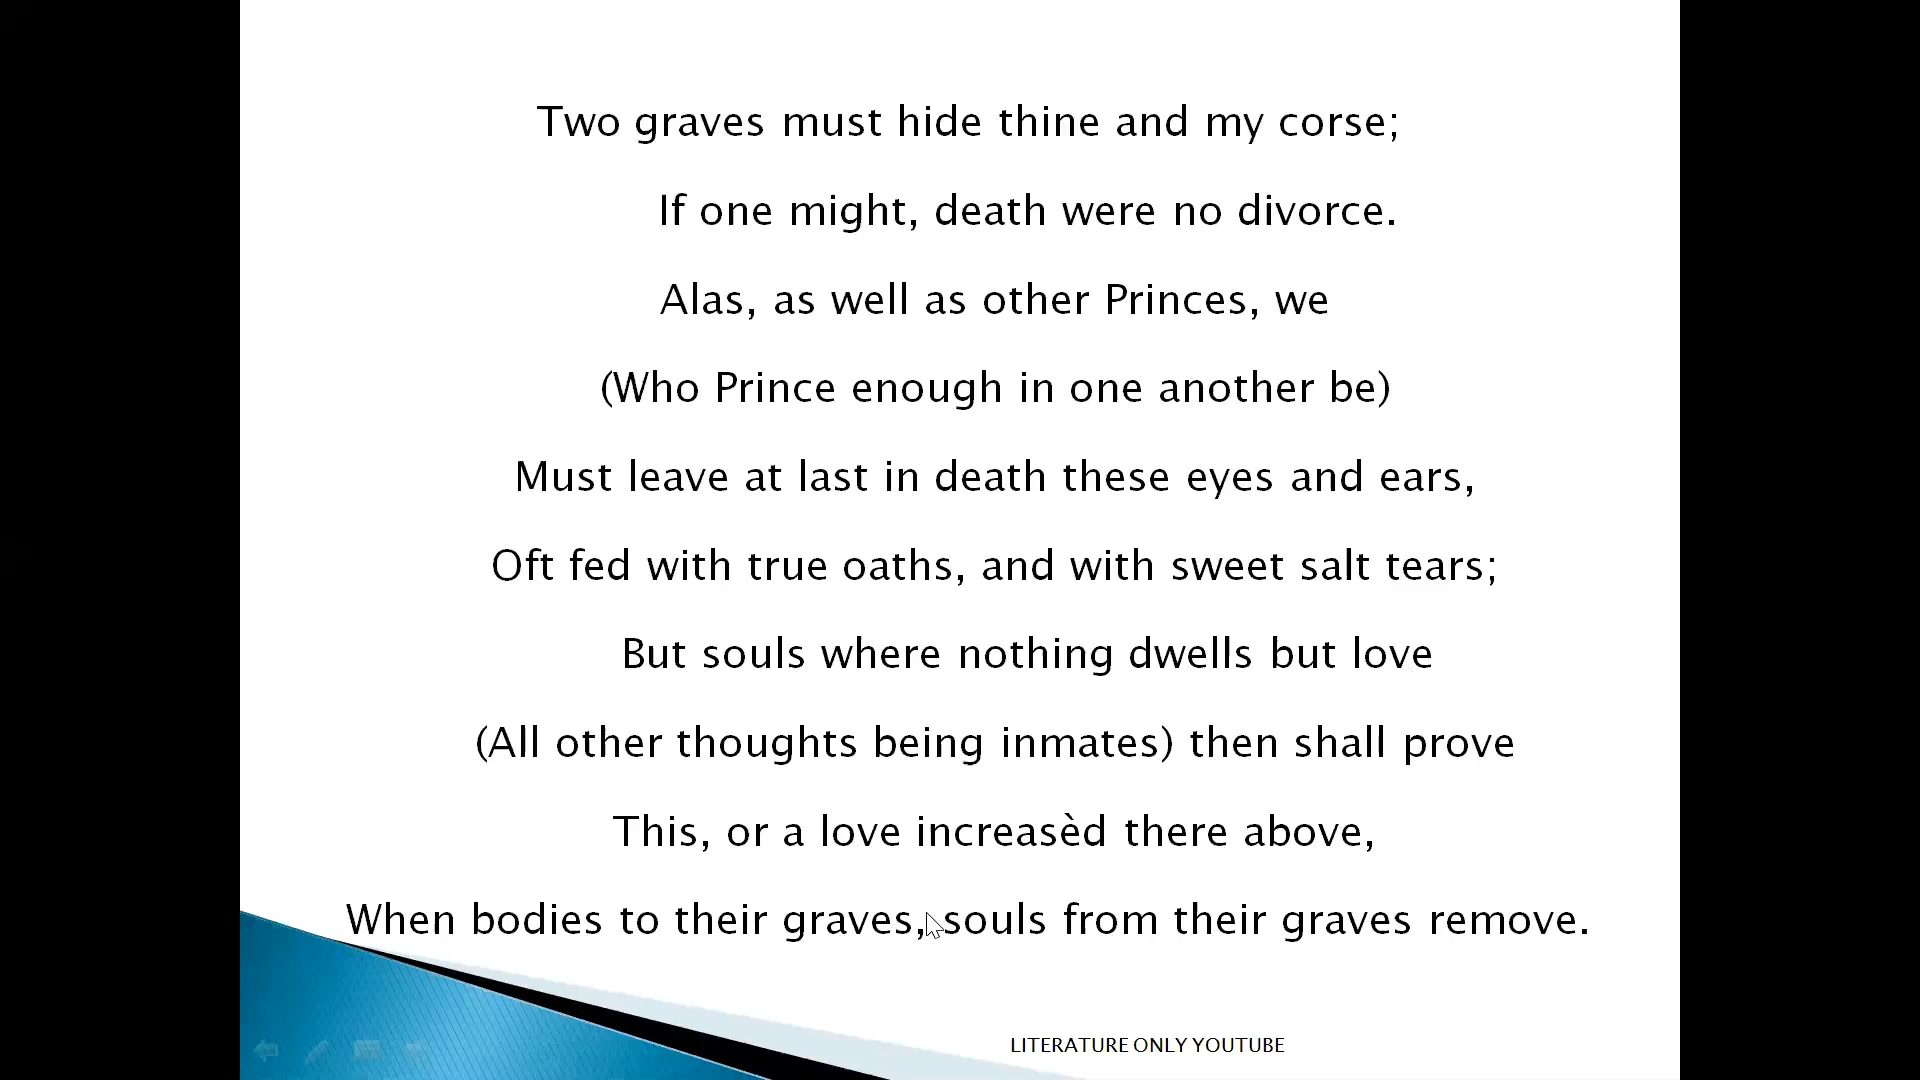 Two graves must hide thine and my corse;
If one might, death were no divorce.
Alas, as well as other Princes, we
(Who Prince enough in one another be)
Must leave at last in death these eyes and ears,
Oft fed with true oaths, and with sweet salt tears;
But souls where nothing dwells but love
(All other thoughts being inmates) then shall prove
This, or a love increasèd there above,
When bodies to their graves, souls from their graves remove.
LITERATURE ONLY YOUTUBE